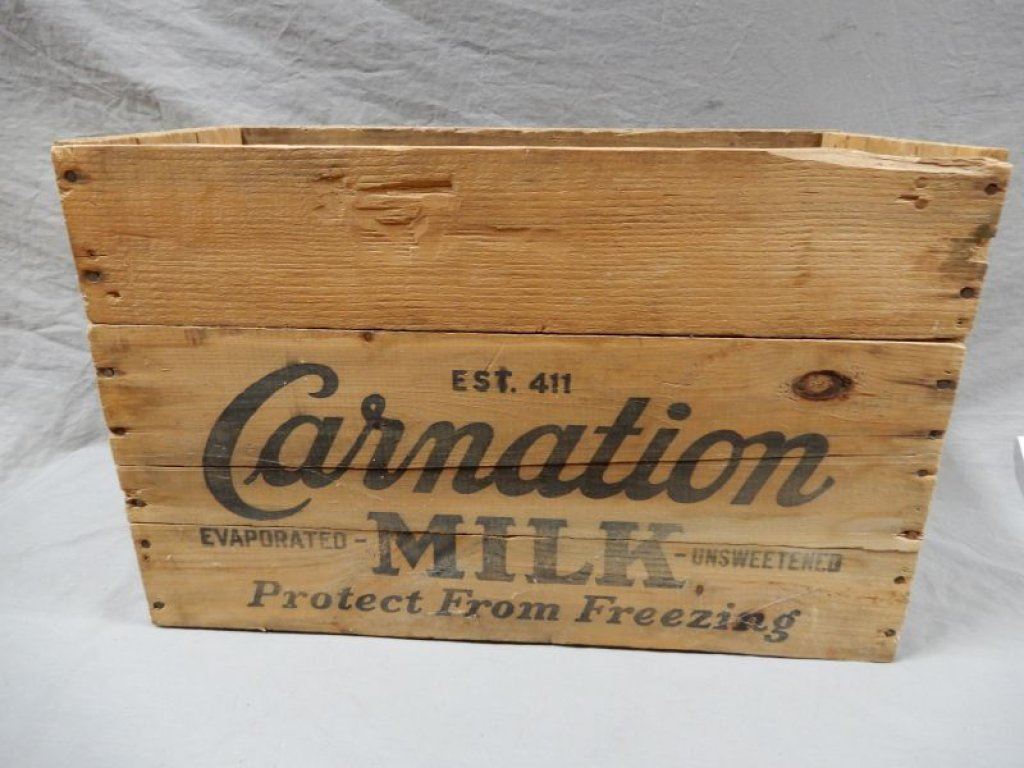 EST. 411
Carnation
EVAPORATED - MILK - UNSWEETENED
Protect From Freezing